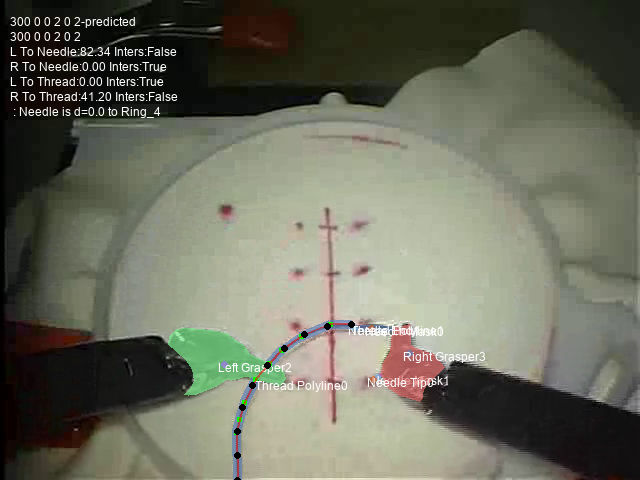 300 0 0 2 0 2-predicted
300 0 0 2 0 2
L To Needle:82.34 Inters:False
R To Needle:0.00 Inters:True
L To Thread:0.00 Inters:True
R To Thread:41.20 Inters:False
: Needle is d=0.0 to Ring_4
Right Grasper3
Left Grasper2
Thread Polyline0
Needle Tip0